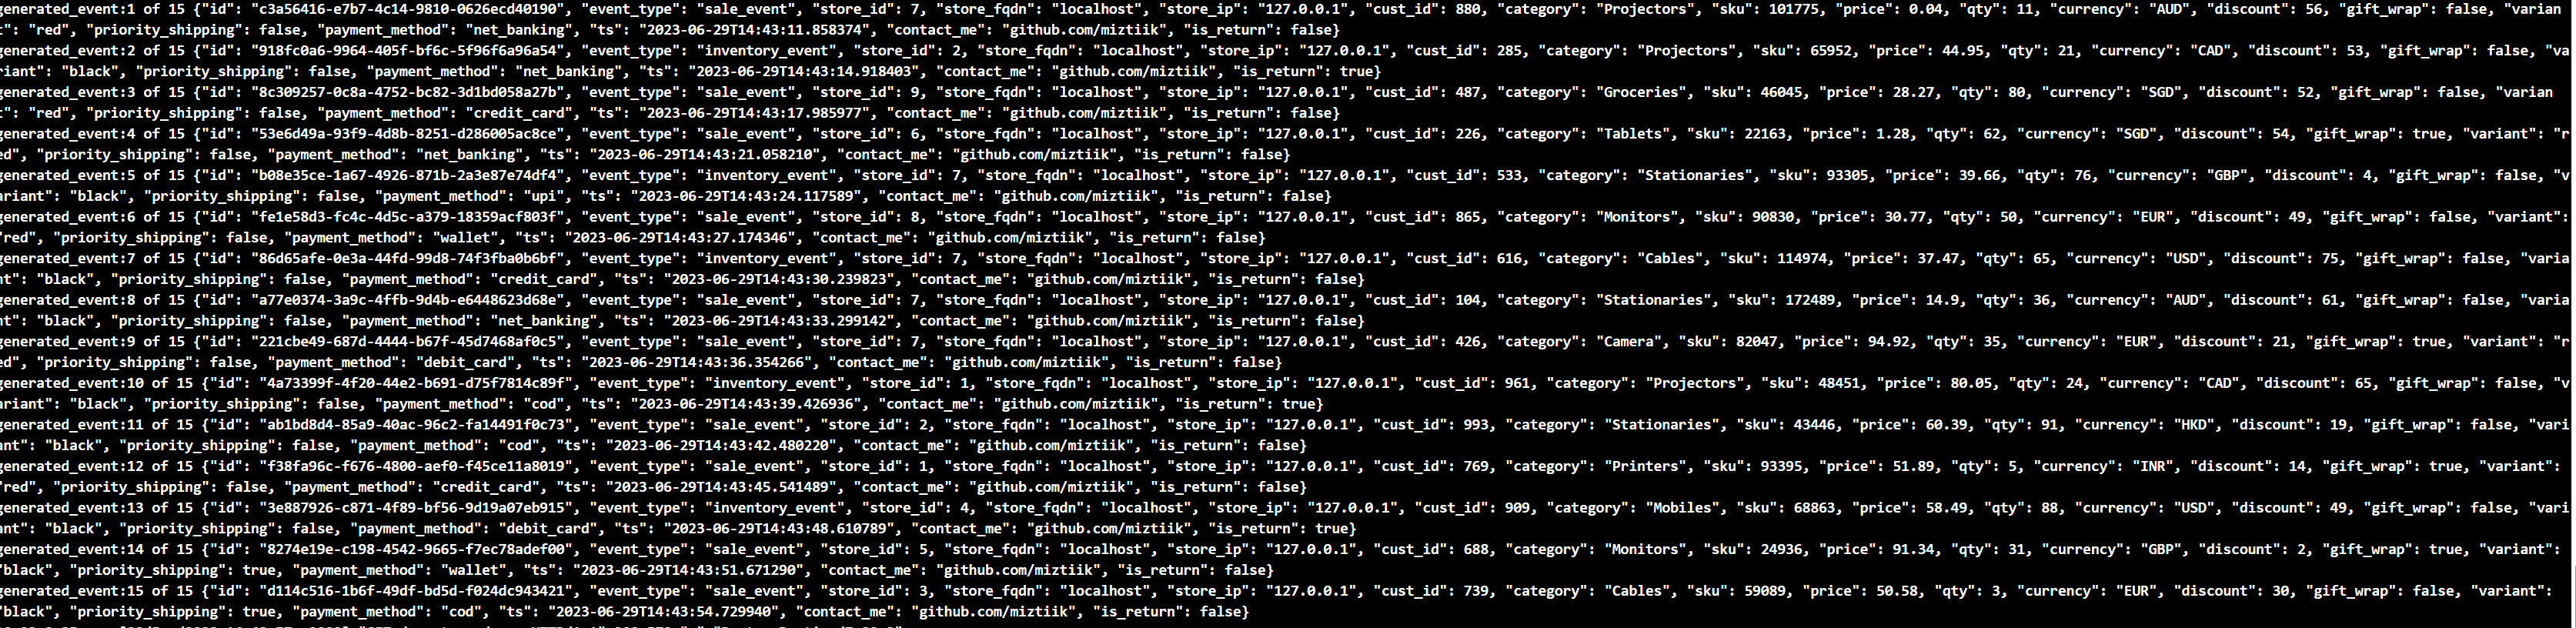 generated_event:1 of 15 {"id": "c3a56416-e7b7-4c14-9810-0626ecd40190", "event_type": "sale_event", "store_id": 7, "store_fqdn": "localhost", "store_ip": "127.0.0.1", "cust_id": 880, "category": "Projectors", "sku": 101775, "price": 0.04, "qty": 11, "currency": "AUD", "discount": 56, "gift_wrap": false, "varian
t": "red", "priority_shipping": false, "payment_method": "net_banking", "ts": "2023-06-29T14:43:11.858374", "contact_me": "github.com/miztiik", "is_return": false}
generated_event:2 of 15 {"id": "918fc0a6-9964-405f-bf6c-5f96f6a96a54", "event_type": "inventory_event", "store_id": 2, "store_fqdn": "localhost", "store_ip": "127.0.0.1", "cust_id": 285, "category": "Projectors", "sku": 65952, "price": 44.95, "qty": 21, "currency": "CAD", "discount": 53, "gift_wrap": false, "va
riant": "black", "priority_shipping": false, "payment_method": "net_banking", "ts": "2023-06-29T14:43:14.918403", "contact_me": "github.com/miztiik", "is_return": true}
generated_event:3 of 15 {"id": "8c309257-0c8a-4752-bc82-3d1bd058a27b", "event_type": "sale_event", "store_id": 9, "store_fqdn": "localhost", "store_ip": "127.0.0.1", "cust_id": 487, "category": "Groceries", "sku": 46045, "price": 28.27, "qty": 80, "currency": "SGD", "discount": 52, "gift_wrap": false, "varian
t": "red", "priority_shipping": false, "payment_method": "credit_card", "ts": "2023-06-29T14:43:17.985977", "contact_me": "github.com/miztiik", "is_return": false}
generated_event:4 of 15 {"id": "53e6d49a-93f9-4d8b-8251-d286005ac8ce", "event_type": "sale_event", "store_id": 6, "store_fqdn": "localhost", "store_ip": "127.0.0.1", "cust_id": 226, "category": "Tablets", "sku": 22163, "price": 1.28, "qty": 62, "currency": "SGD", "discount": 54, "gift_wrap": true, "variant": "r
ed", "priority_shipping": false, "payment_method": "net_banking", "ts": "2023-06-29T14:43:21.058210", "contact_me": "github.com/miztiik", "is_return": false}
generated_event:5 of 15 {"id": "b08e35ce-1a67-4926-871b-2a3e87e74df4", "event_type": "inventory_event", "store_id": 7, "store_fqdn": "localhost", "store_ip": "127.0.0.1", "cust_id": 533, "category": "Stationaries", "sku": 93305, "price": 39.66, "qty": 76, "currency": "GBP", "discount": 4, "gift_wrap": false, "v
ariant": "black", "priority_shipping": false, "payment_method": "upi", "ts": "2023-06-29T14:43:24.117589", "contact_me": "github.com/miztiik", "is_return": false}
generated_event:6 of 15 {"id": "fe1e58d3-fc4c-4d5c-a379-18359acf803f", "event_type": "sale_event", "store_id": 8, "store_fqdn": "localhost", "store_ip": "127.0.0.1", "cust_id": 865, "category": "Monitors", "sku": 90830, "price": 30.77, "qty": 50, "currency": "EUR", "discount": 49, "gift_wrap": false, "variant":
"red", "priority_shipping": false, "payment_method": "wallet", "ts": "2023-06-29T14:43:27.174346", "contact_me": "github.com/miztiik", "is_return": false}
generated_event:7 of 15 {"id": "86d65afe-0e3a-44fd-99d8-74f3fba0b6bf", "event_type": "inventory_event", "store_id": 7, "store_fqdn": "localhost", "store_ip": "127.0.0.1", "cust_id": 616, "category": "Cables", "sku": 114974, "price": 37.47, "qty": 65, "currency": "USD", "discount": 75, "gift_wrap": false, "varia
nt": "black", "priority_shipping": false, "payment_method": "credit_card", "ts": "2023-06-29T14:43:30.239823", "contact_me": "github.com/miztiik", "is_return": false}
generated_event:8 of 15 {"id": "a77e0374-3a9c-4ffb-9d4b-e6448623d68e", "event_type": "sale_event", "store_id": 7, "store_fqdn": "localhost", "store_ip": "127.0.0.1", "cust_id": 104, "category": "Stationaries", "sku": 172489, "price": 14.9, "qty": 36, "currency": "AUD", "discount": 61, "gift_wrap": false, "varia
nt": "black", "priority_shipping": false, "payment_method": "net_banking", "ts": "2023-06-29T14:43:33.299142", "contact_me": "github.com/miztiik", "is_return": false}
generated_event:9 of 15 {"id": "221cbe49-687d-4444-b67f-45d7468af0c5", "event_type": "sale_event", "store_id": 7, "store_fqdn": "localhost", "store_ip": "127.0.0.1", "cust_id": 426, "category": "Camera", "sku": 82047, "price": 94.92, "qty": 35, "currency": "EUR", "discount": 21, "gift_wrap": true, "variant": "r
ed", "priority_shipping": false, "payment_method": "debit_card", "ts": "2023-06-29T14:43:36.354266", "contact_me": "github.com/miztiik", "is_return": false}
generated_event:10 of 15 {"id": "4a73399f-4f20-44e2-b691-d75f7814c89f", "event_type": "inventory_event", "store_id": 1, "store_fqdn": "localhost", "store_ip": "127.0.0.1", "cust_id": 961, "category": "Projectors", "sku": 48451, "price": 80.05, "qty": 24, "currency": "CAD", "discount": 65, "gift_wrap": false, "v
ariant": "black", "priority_shipping": false, "payment_method": "cod", "ts": "2023-06-29T14:43:39.426936", "contact_me": "github.com/miztiik", "is_return": true}
generated_event:11 of 15 {"id": "ab1bd8d4-85a9-40ac-96c2-fa14491f0c73", "event_type": "sale_event", "store_id": 2, "store_fqdn": "localhost", "store_ip": "127.0.0.1", "cust_id": 993, "category": "Stationaries", "sku": 43446, "price": 60.39, "qty": 91, "currency": "HKD", "discount": 19, "gift_wrap": false, "vari
ant": "black", "priority_shipping": false, "payment_method": "cod", "ts": "2023-06-29T14:43:42.480220", "contact_me": "github.com/miztiik", "is_return": false}
generated_event:12 of 15 {"id": "f38fa96c-f676-4800-aef0-f45ce11a8019", "event_type": "sale_event", "store_id": 1, "store_fqdn": "localhost", "store_ip": "127.0.0.1", "cust_id": 769, "category": "Printers", "sku": 93395, "price": 51.89, "qty": 5, "currency": "INR", "discount": 14, "gift_wrap": true, "variant":
"red", "priority_shipping": false, "payment_method": "credit_card", "ts": "2023-06-29T14:43:45.541489", "contact_me": "github.com/miztiik", "is_return": false}
generated_event:13 of 15 {"id": "3e887926-c871-4f89-bf56-9d19a07eb915", "event_type": "inventory_event", "store_id": 4, "store_fqdn": "localhost", "store_ip": "127.0.0.1", "cust_id": 909, "category": "Mobiles", "sku": 68863, "price": 58.49, "qty": 88, "currency": "USD", "discount": 49, "gift_wrap": false, "vari
ant": "black", "priority_shipping": false, "payment_method": "debit_card", "ts": "2023-06-29T14:43:48.610789", "contact_me": "github.com/miztiik", "is_return": true}
generated_event:14 of 15 {"id": "8274e19e-c198-4542-9665-f7ec78adef00", "event_type": "sale_event", "store_id": 5, "store_fqdn": "localhost", "store_ip": "127.0.0.1", "cust_id": 688, "category": "Monitors", "sku": 24936, "price": 91.34, "qty": 31, "currency": "GBP", "discount": 2, "gift_wrap": true, "variant":
"black", "priority_shipping": true, "payment_method": "wallet", "ts": "2023-06-29T14:43:51.671290", "contact_me": "github.com/miztiik", "is_return": false}
generated_event:15 of 15 {"id": "d114c516-1b6f-49df-bd5d-f024dc943421", "event_type": "sale_event", "store_id": 3, "store_fqdn": "localhost", "store_ip": "127.0.0.1", "cust_id": 739, "category": "Cables", "sku": 59089, "price": 50.58, "qty": 3, "currency": "EUR", "discount": 30, "gift_wrap": false, "variant":
"black", "priority_shipping": true, "payment_method": "cod", "ts": "2023-06-29T14:43:54.729940", "contact_me": "github.com/miztiik", "is_return": false}